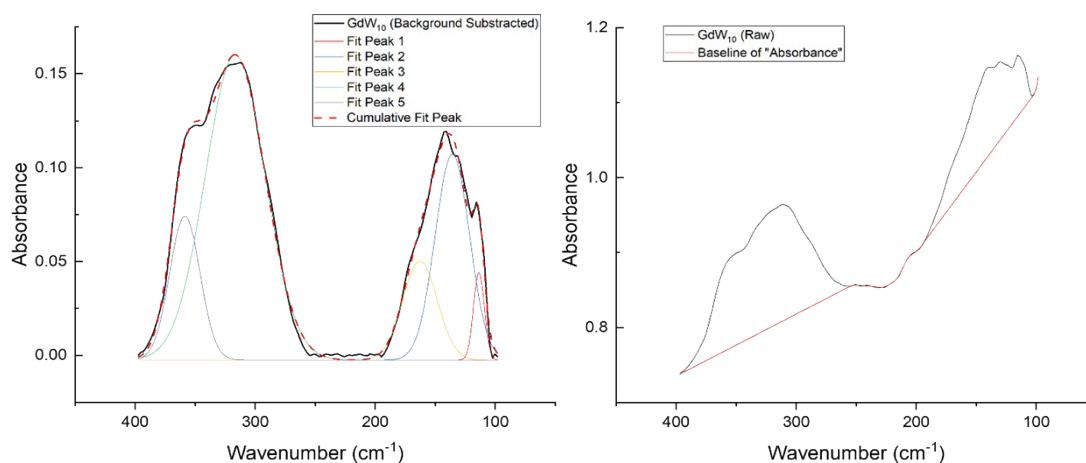 GdW₁₀ (Background Substracted)
Fit Peak 1
Fit Peak 2
Fit Peak 3
Fit Peak 4
Fit Peak 5
Cumulative Fit Peak
0.15
0.10
0.05
0.00
400
300
200
100
Absorbance
Wavenumber (cm⁻¹)
GdW₁₀ (Raw)
Baseline of "Absorbance"
1.2
1.0
0.8
400
300
200
100
Absorbance
Wavenumber (cm⁻¹)